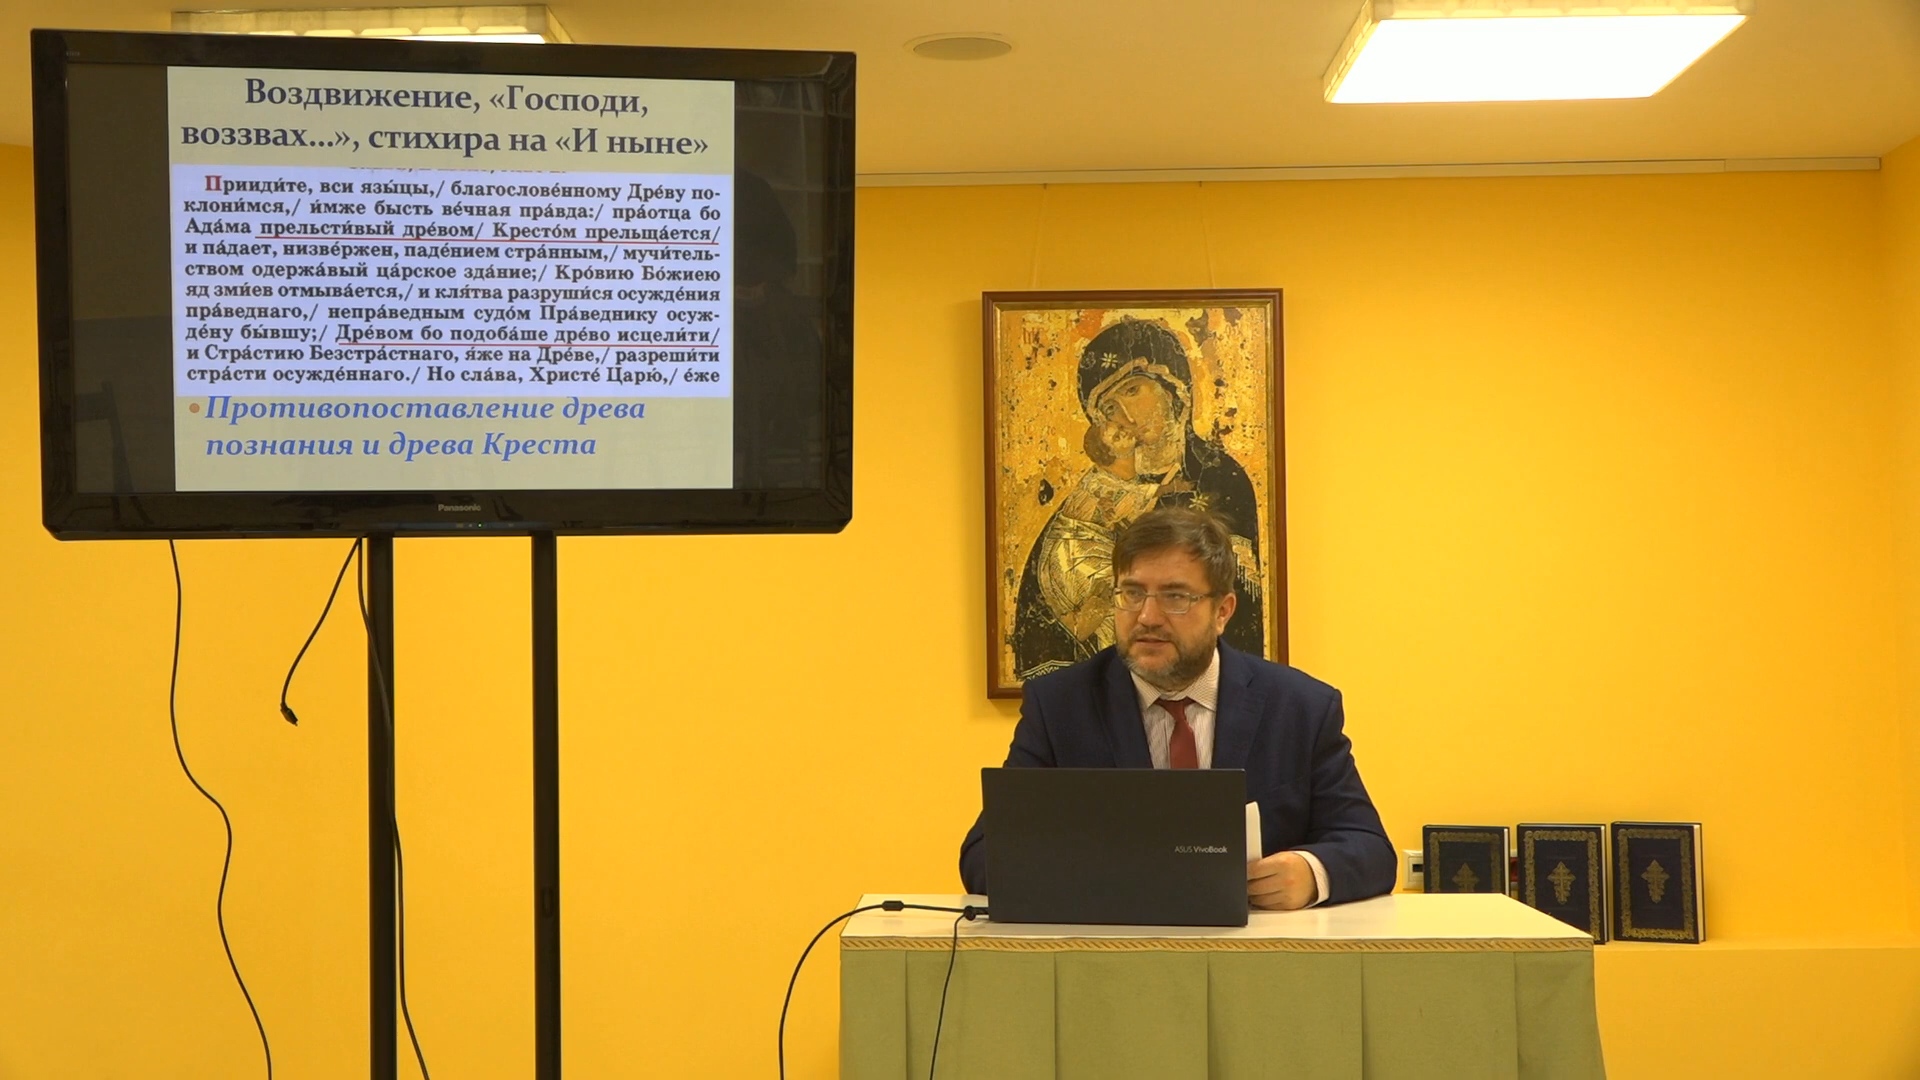 Воздвижение, «Господи,
воззвах...», стихира на «И ныне»
Прииди́те, вси язы́цы,/ благослове́нному Дре́ву по-
клони́мся,/ и́мже бысть ве́чная пра́вда:/ пра́отца бо
Ада́ма прельсти́вый дре́вом/ Кресто́м прельща́ется/
и па́дает, низве́ржен, паде́нием стра́нным,/ мучи́тель-
ством одержа́вый ца́рское зда́ние;/ Кро́вию Бо́жиею
яд зми́ев отмыва́ется,/ и кля́тва разруши́ся осужде́ния
пра́веднаго,/ непра́ведным судо́м Пра́веднику осуж-
де́ну бы́вшу;/ Дре́вом бо подоба́ше дре́во исцели́ти/
и Стра́стию Безстра́стнаго, я́же на Дре́ве,/ разреши́ти
стра́сти осужде́ннаго./ Но сла́ва, Христе́ Царю́,/ е́же
• Противопоставление древа
познания и древа Креста
Panasonic
ASUS VivoBook